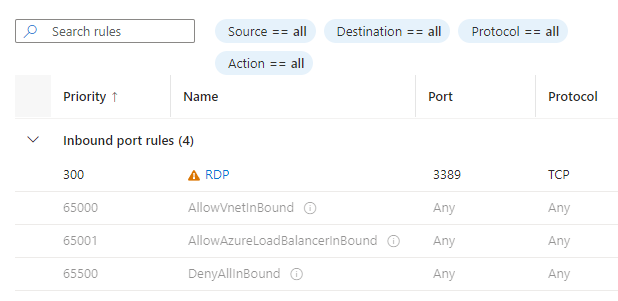 Search rules
Source == all
Destination == all
Protocol == all
Action == all
Priority ↑ Name Port Protocol
Inbound port rules (4)
300 RDP 3389 TCP
65000 AllowVnetInBound Any Any
65001 AllowAzureLoadBalancerInBound Any Any
65500 DenyAllInBound Any Any